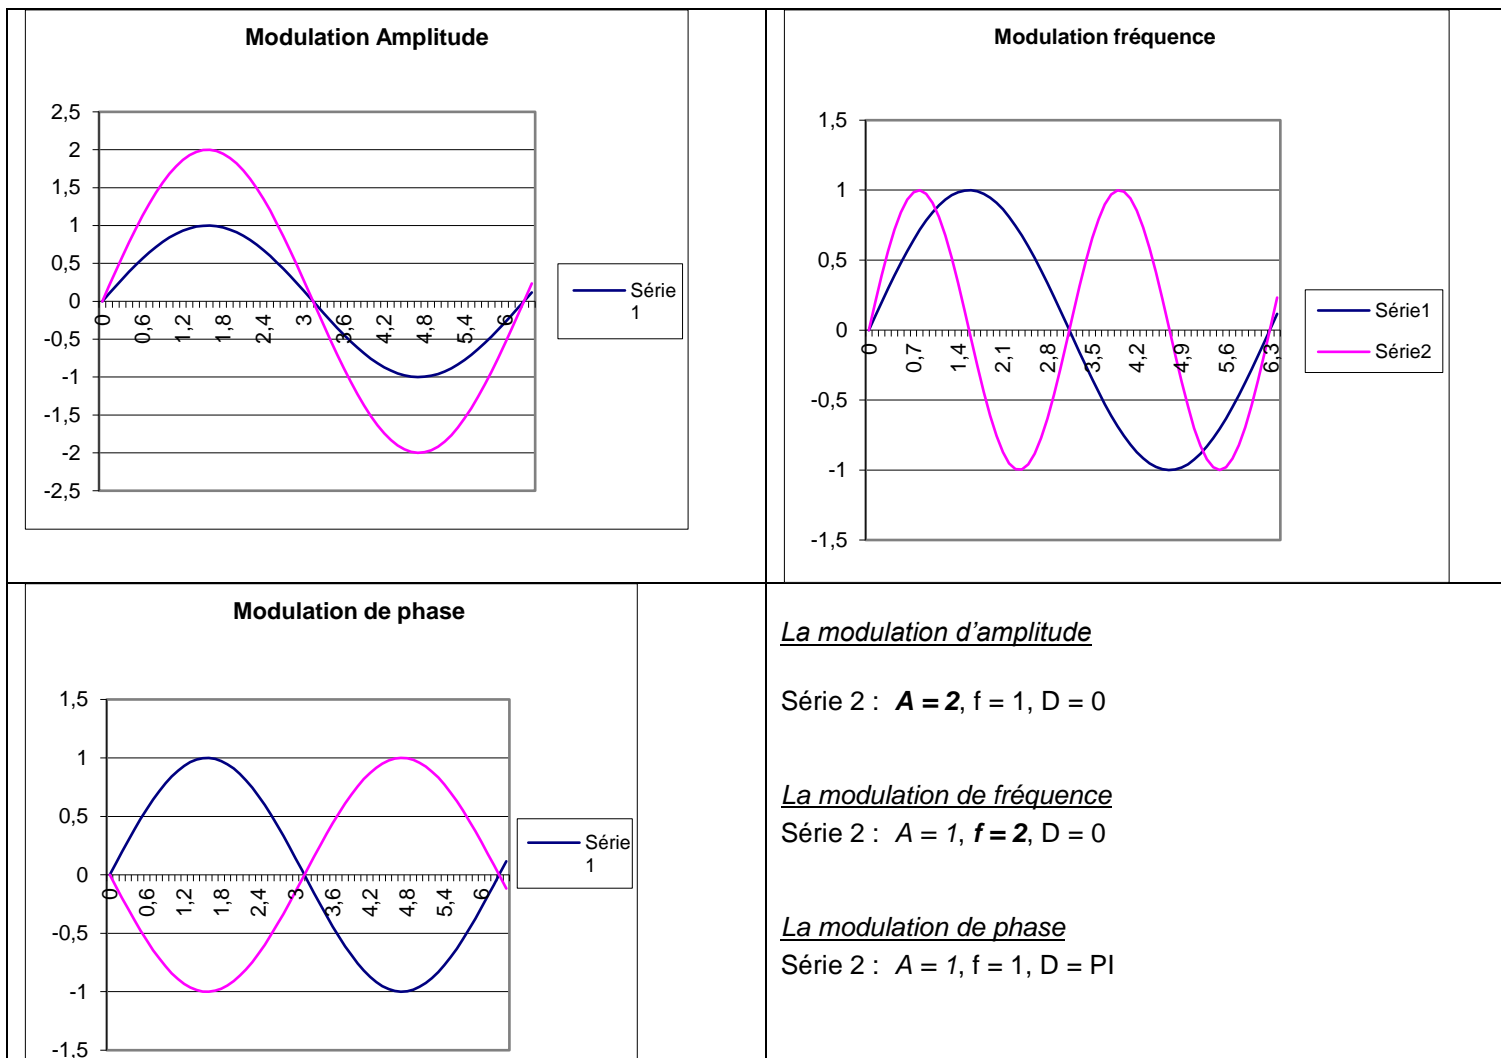 Modulation Amplitude
2,5
2
1,5
1
0,5
0
-0,5
-1
-1,5
-2
-2,5
0 0,6 1,2 1,8 2,4 3 3,6 4,2 4,8 5,4 6
Série
1
Modulation fréquence
1,5
1
0,5
0
-0,5
-1
-1,5
0 0,7 1,4 2,1 2,8 3,5 4,2 4,9 5,6 6,3
Série1
Série2
Modulation de phase
1,5
1
0,5
0
-0,5
-1
-1,5
0 0,6 1,2 1,8 2,4 3 3,6 4,2 4,8 5,4 6
Série
1
La modulation d’amplitude
Série 2 : A = 2, f = 1, D = 0
La modulation de fréquence
Série 2 : A = 1, f = 2, D = 0
La modulation de phase
Série 2 : A = 1, f = 1, D = PI